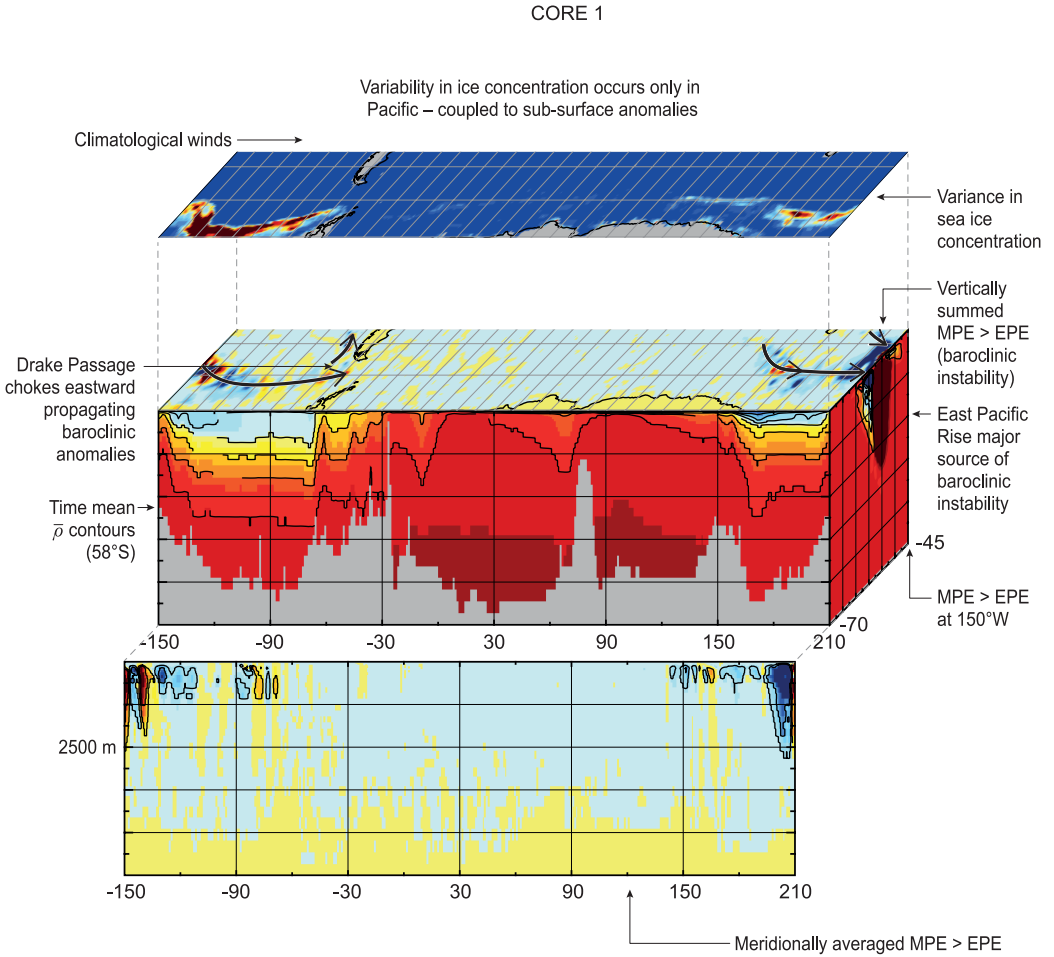 CORE 1
Variability in ice concentration occurs only in
Pacific – coupled to sub-surface anomalies
Climatological winds
Variance in
sea ice
concentration
Vertically
summed
MPE > EPE
(baroclinic
instability)
Drake Passage
chokes eastward
propagating
baroclinic
anomalies
East Pacific
Rise major
source of
baroclinic
instability
Time mean
ρ̅ contours
(58°S)
-45
-70
MPE > EPE
at 150°W
-150 -90 -30 30 90 150 210
2500 m
-150 -90 -30 30 90 150 210
Meridionally averaged MPE > EPE